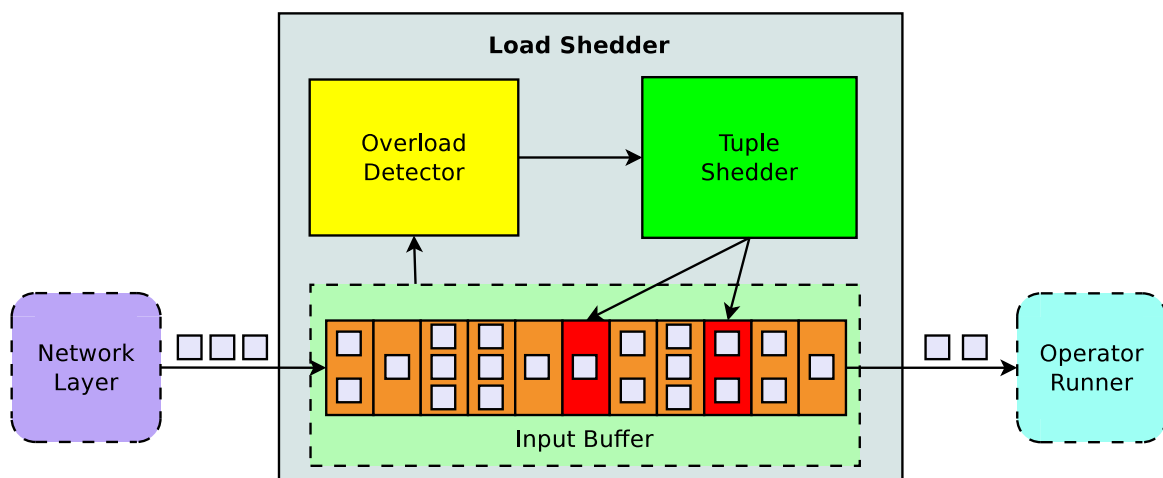 Load Shedder
Overload
Detector
Tuple
Shedder
Network
Layer
Operator
Runner
Input Buffer